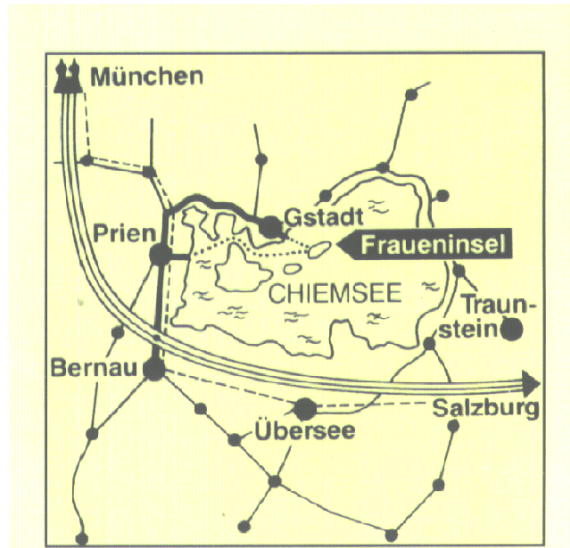 München
Gstadt
Prien
Fraueninsel
CHIEMSEE
Traun-
stein
Bernau
Salzburg
Übersee